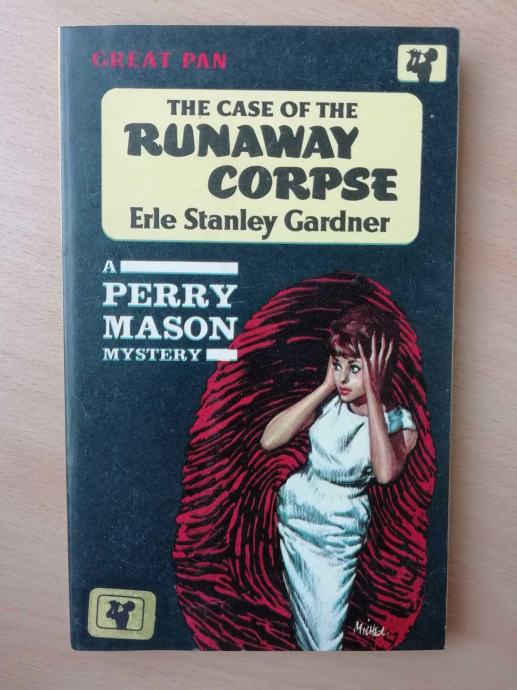 GREAT PAN
THE CASE OF THE
RUNAWAY
CORPSE
Erle Stanley Gardner
A
PERRY
MASON
MYSTERY
MICHEL